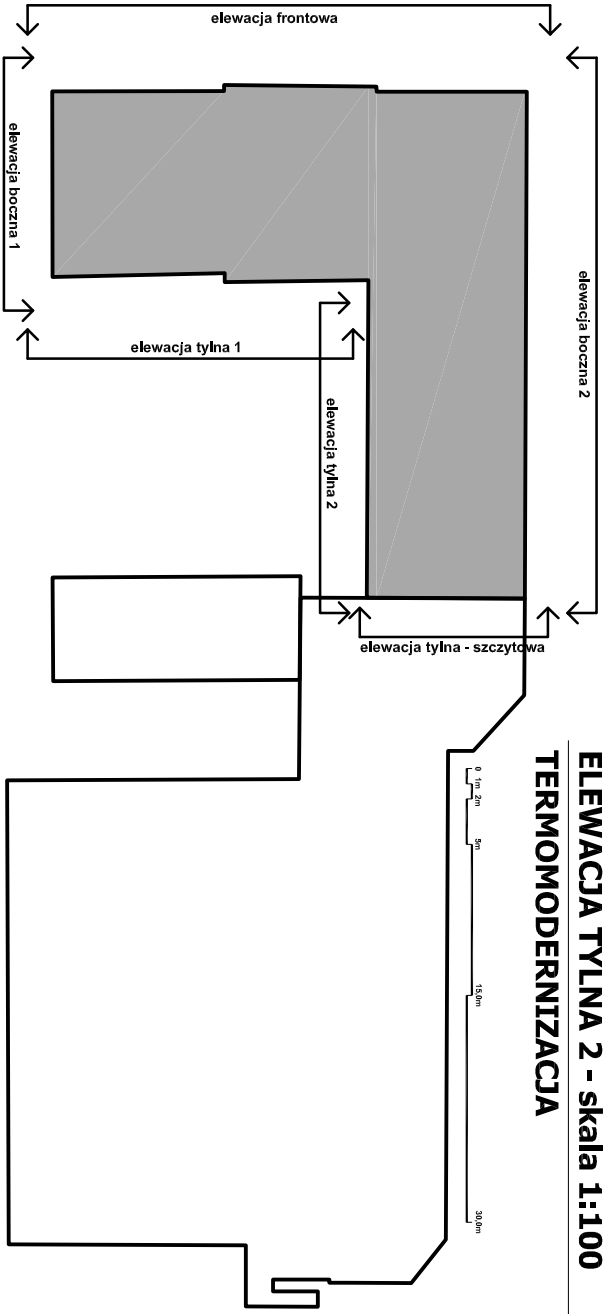 elewacja frontowa
elewacja boczna 1
elewacja boczna 2
elewacja tylna 1
elewacja tylna 2
elewacja tylna - szczytowa
ELEWACJA TYLNA 2 - skala 1:100
TERMOMODERNIZACJA
0 1m 2m 5m 15,0m 30,0m